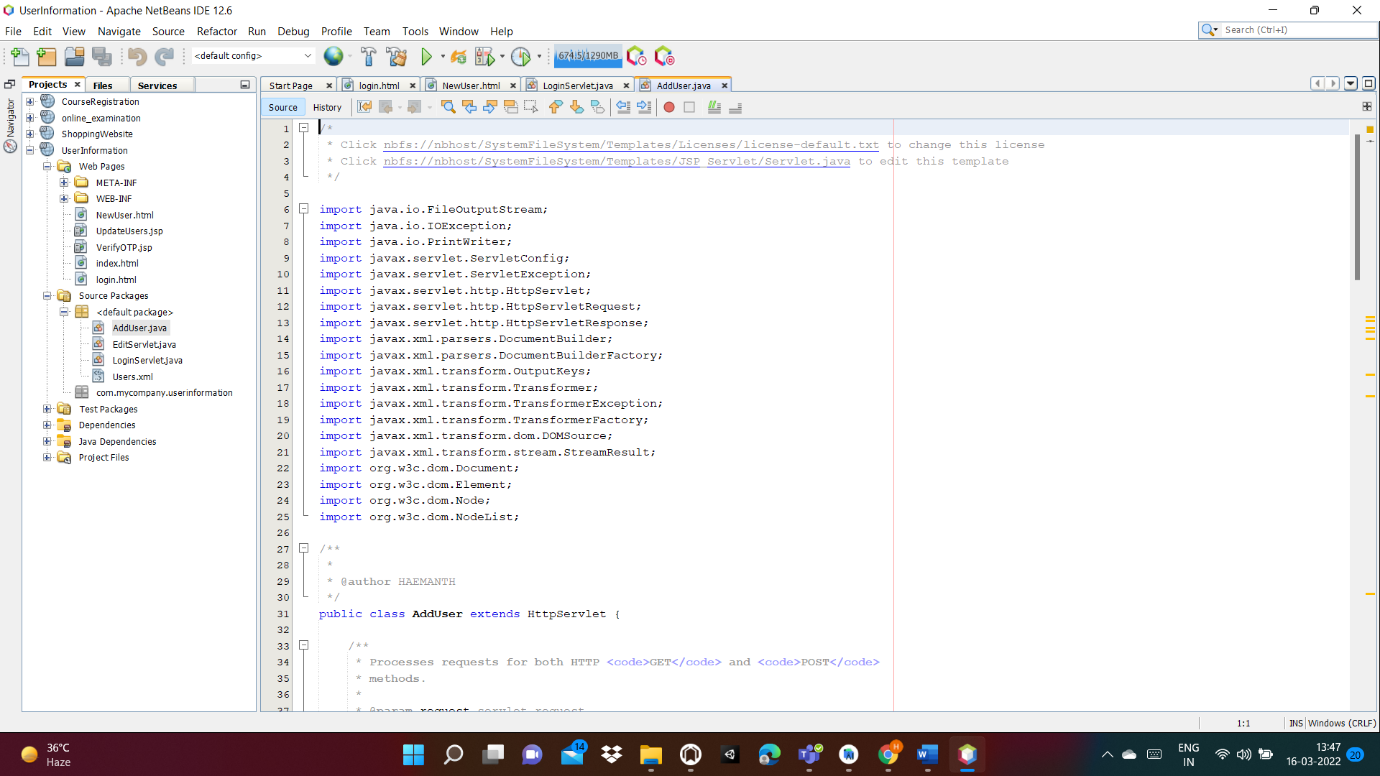 UserInformation - Apache NetBeans IDE 12.6
File Edit View Navigate Source Refactor Run Debug Profile Team Tools Window Help
Search (Ctrl+I)
<default config>
674.5/1290MB
Projects Files Services
Navigator
CourseRegistration
online_examination
ShoppingWebsite
UserInformation
Web Pages
META-INF
WEB-INF
NewUser.html
UpdateUsers.jsp
VerifyOTP.jsp
index.html
login.html
Source Packages
<default package>
AddUser.java
EditServlet.java
LoginServlet.java
Users.xml
com.mycompany.userinformation
Test Packages
Dependencies
Java Dependencies
Project Files
Start Page login.html NewUser.html LoginServlet.java AddUser.java
Source History
1 /*
2 * Click nbfs://nbhost/SystemFileSystem/Templates/Licenses/license-default.txt to change this license
3 * Click nbfs://nbhost/SystemFileSystem/Templates/JSP_Servlet/Servlet.java to edit this template
4 */
5
6 import java.io.FileOutputStream;
7 import java.io.IOException;
8 import java.io.PrintWriter;
9 import javax.servlet.ServletConfig;
10 import javax.servlet.ServletException;
11 import javax.servlet.http.HttpServlet;
12 import javax.servlet.http.HttpServletRequest;
13 import javax.servlet.http.HttpServletResponse;
14 import javax.xml.parsers.DocumentBuilder;
15 import javax.xml.parsers.DocumentBuilderFactory;
16 import javax.xml.transform.OutputKeys;
17 import javax.xml.transform.Transformer;
18 import javax.xml.transform.TransformerException;
19 import javax.xml.transform.TransformerFactory;
20 import javax.xml.transform.dom.DOMSource;
21 import javax.xml.transform.stream.StreamResult;
22 import org.w3c.dom.Document;
23 import org.w3c.dom.Element;
24 import org.w3c.dom.Node;
25 import org.w3c.dom.NodeList;
26
27 /**
28 *
29 * @author HAEMANTH
30 */
31 public class AddUser extends HttpServlet {
32
33 /**
34 * Processes requests for both HTTP <code>GET</code> and <code>POST</code>
35 * methods.
36 *
37 * @param request servlet request
1:1 INS Windows (CRLF)
36°C
Haze
14
ENG
IN
13:47
16-03-2022
20